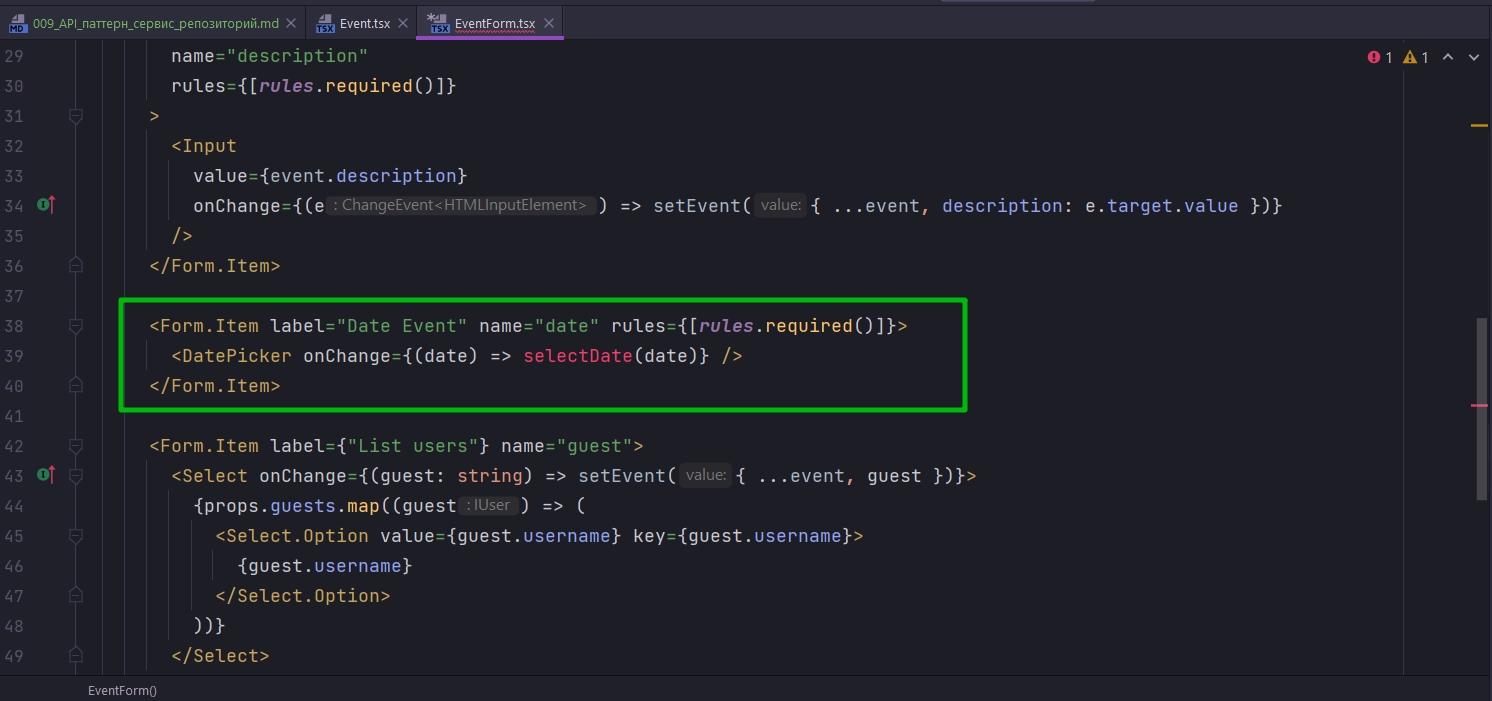 009_API_паттерн_сервис_репозиторий.md Event.tsx EventForm.tsx
29 name="description"
30 rules={[rules.required()]}
31 >
32 <Input
33 value={event.description}
34 onChange={(e : ChangeEvent<HTMLInputElement> ) => setEvent( value: { ...event, description: e.target.value })}
35 />
36 </Form.Item>
37
38 <Form.Item label="Date Event" name="date" rules={[rules.required()]}>
39 <DatePicker onChange={(date) => selectDate(date)} />
40 </Form.Item>
41
42 <Form.Item label={"List users"} name="guest">
43 <Select onChange={(guest: string) => setEvent( value: { ...event, guest })}>
44 {props.guests.map((guest : IUser ) => (
45 <Select.Option value={guest.username} key={guest.username}>
46 {guest.username}
47 </Select.Option>
48 ))}
49 </Select>
1 1
EventForm()